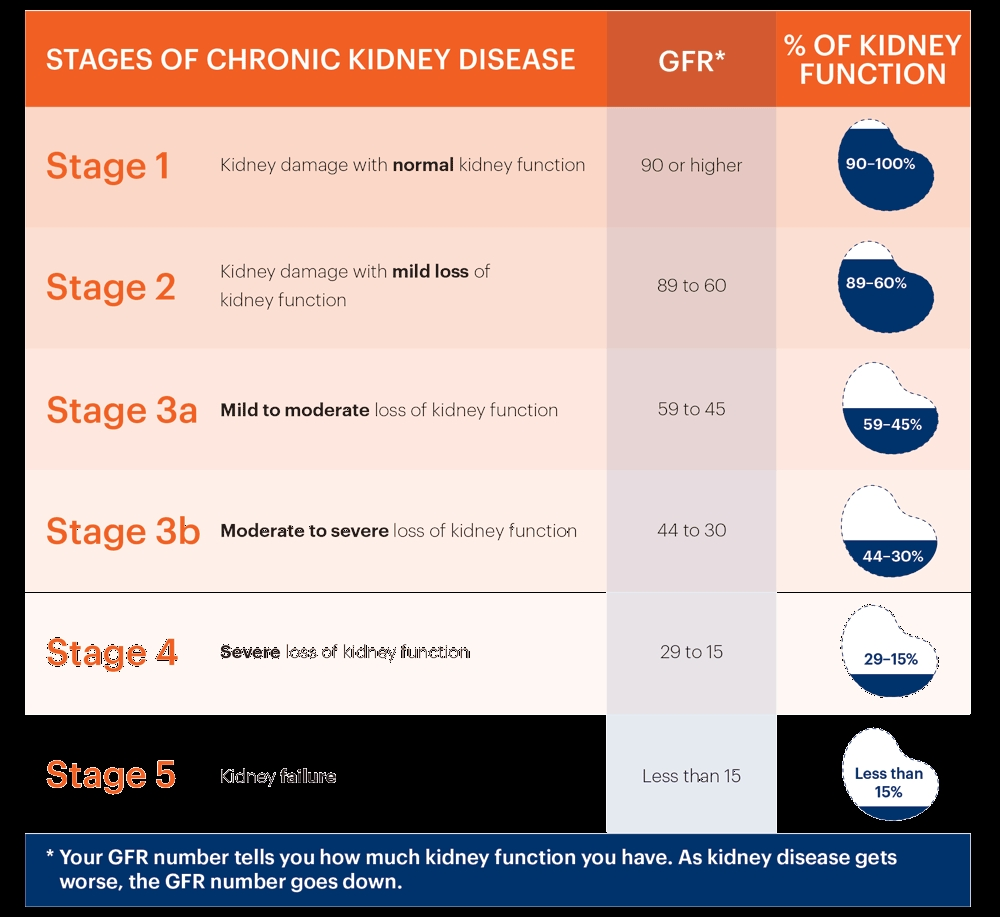 STAGES OF CHRONIC KIDNEY DISEASE
GFR*
% OF KIDNEY
FUNCTION
Stage 1
Kidney damage with normal kidney function
90 or higher
90–100%
Stage 2
Kidney damage with mild loss of
kidney function
89 to 60
89–60%
Stage 3a
Mild to moderate loss of kidney function
59 to 45
59–45%
Stage 3b
Moderate to severe loss of kidney function
44 to 30
44–30%
Stage 4
Severe loss of kidney function
29 to 15
29–15%
Stage 5
Kidney failure
Less than 15
Less than
15%
* Your GFR number tells you how much kidney function you have. As kidney disease gets
worse, the GFR number goes down.